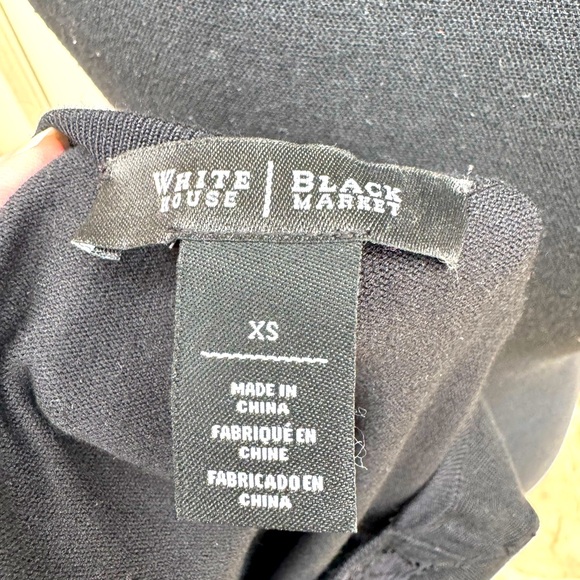 WHITE HOUSE | BLACK MARKET
XS
MADE IN
CHINA
FABRIQUÉ EN
CHINE
FABRICADO EN
CHINA